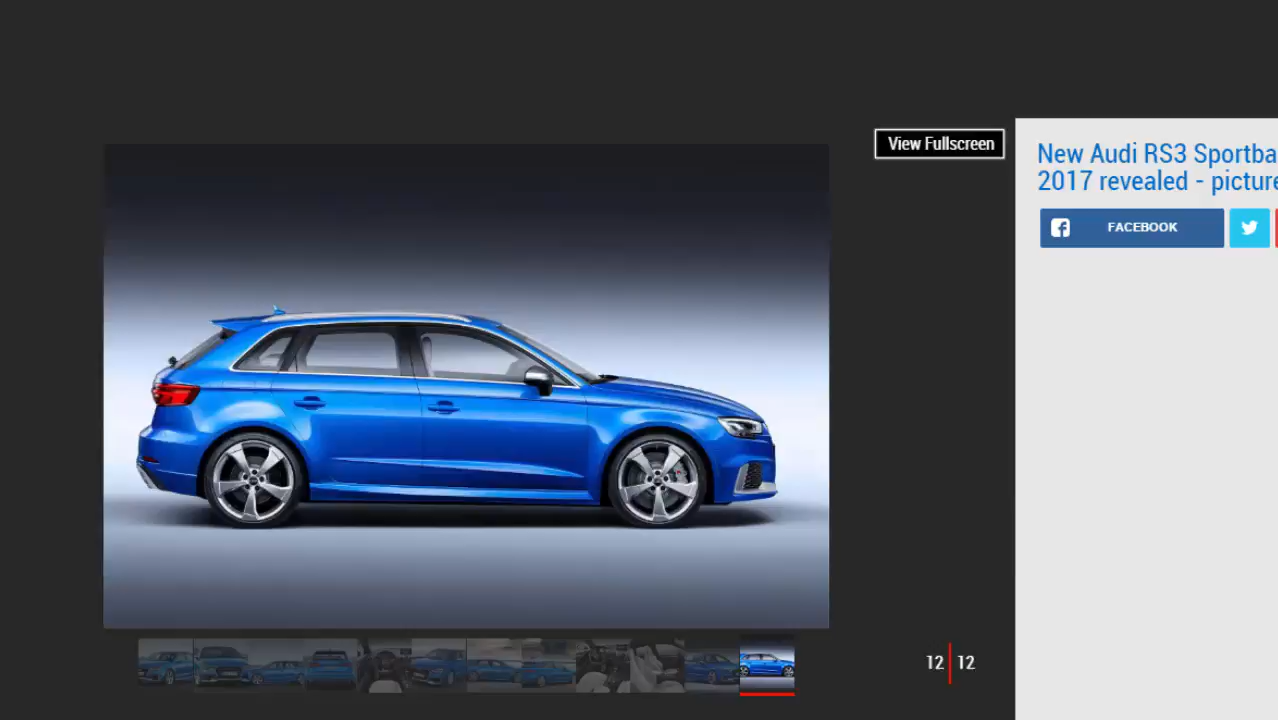 View Fullscreen
New Audi RS3 Sportba
2017 revealed - picture
FACEBOOK
12 12